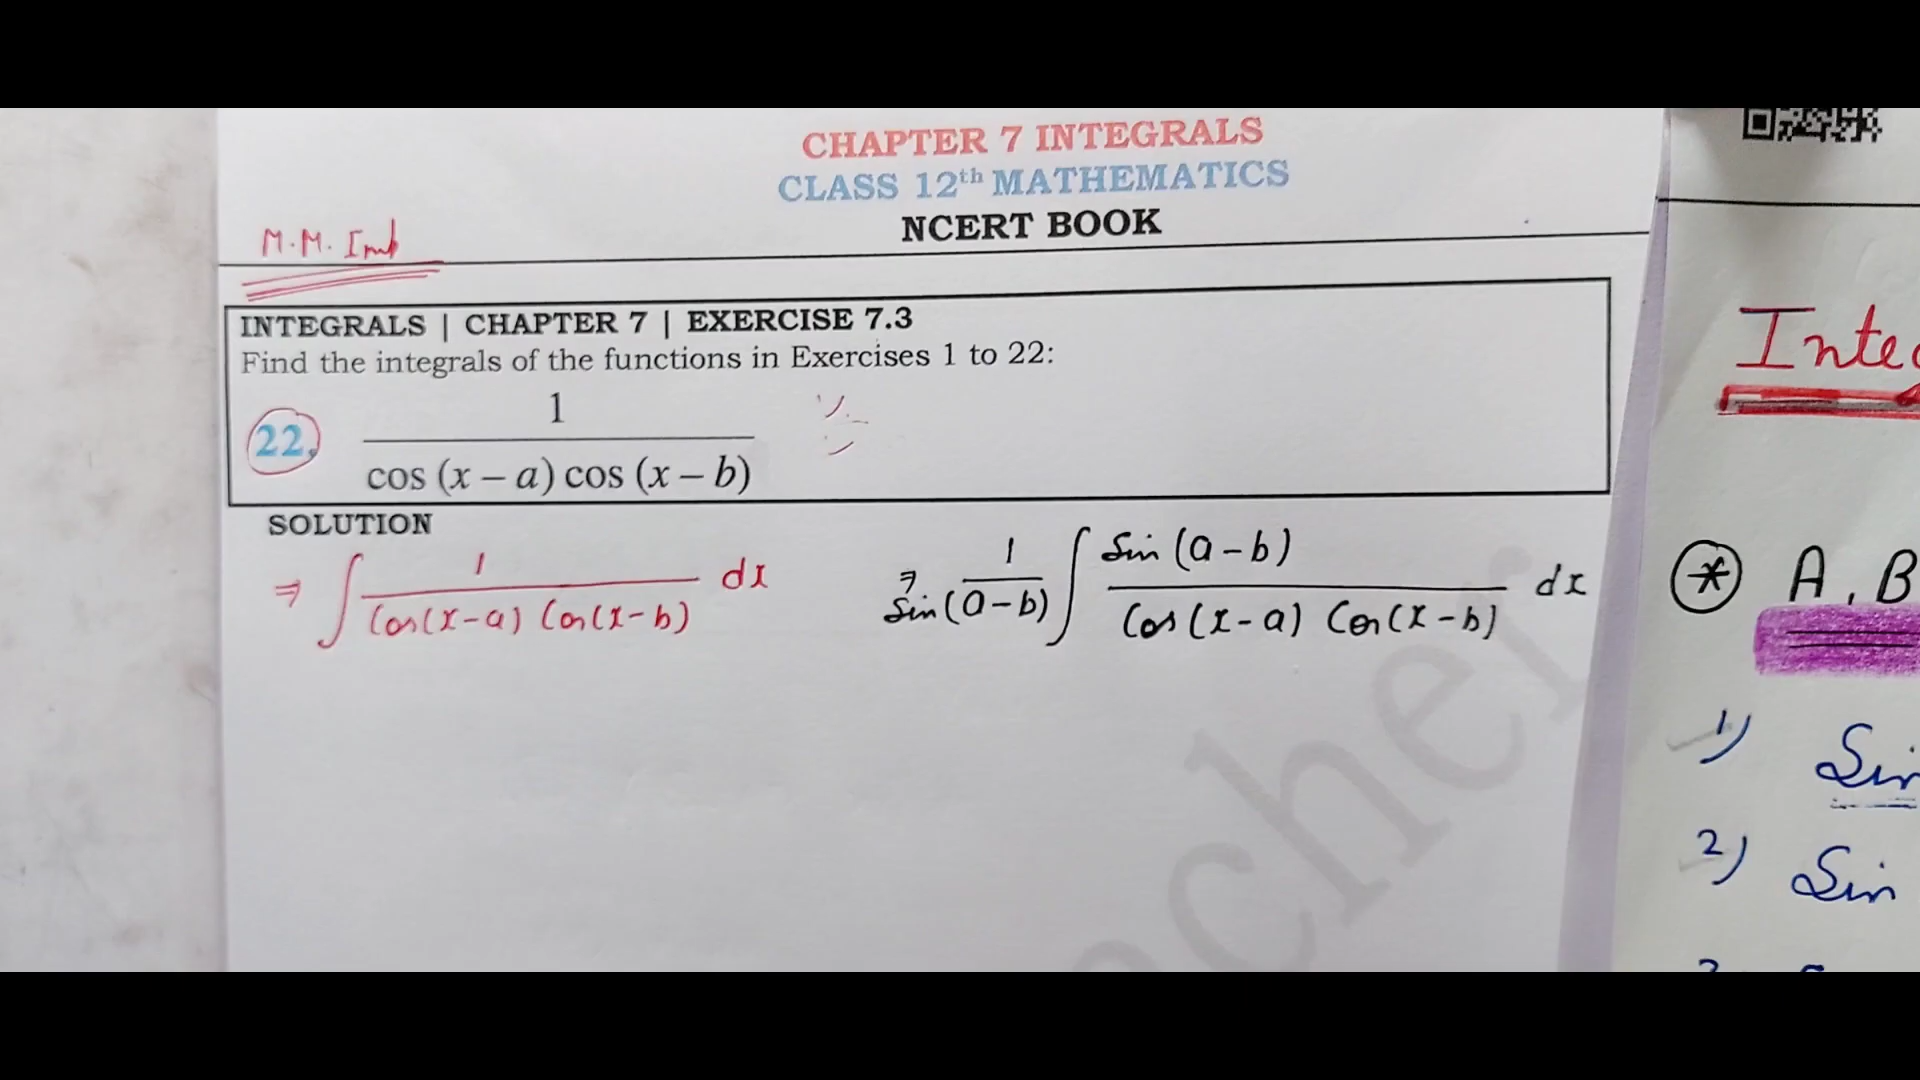 CHAPTER 7 INTEGRALS
CLASS 12th MATHEMATICS
NCERT BOOK
M.M. Imp
INTEGRALS | CHAPTER 7 | EXERCISE 7.3
Find the integrals of the functions in Exercises 1 to 22:
22. 1 / cos (x – a) cos (x – b)
SOLUTION
⇒ ∫ 1 / Cos(x-a) Cos(x-b) dx
⇒ 1 / Sin(a-b) ∫ Sin(a-b) / Cos(x-a) Cos(x-b) dx
* A, B
1) Sin
2) Sin